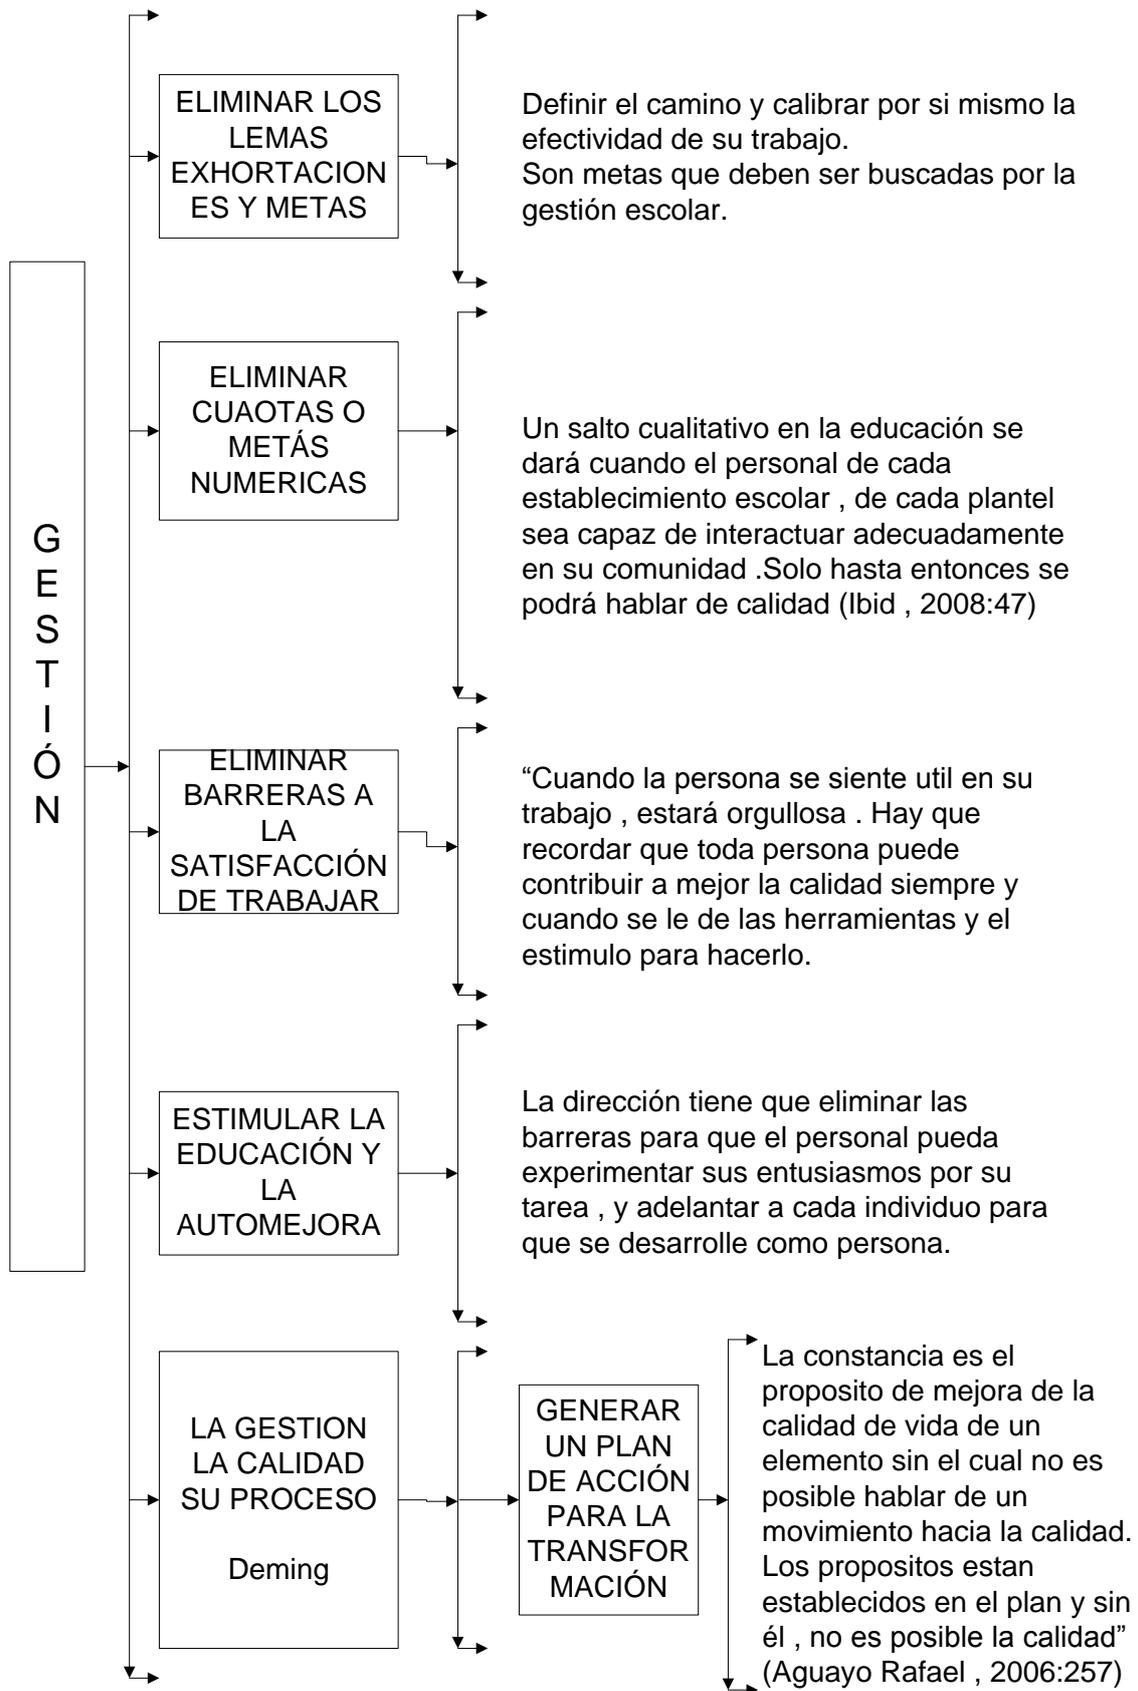 G
E
S
T
I
Ó
N
ELIMINAR LOS
LEMAS
EXHORTACION
ES Y METAS
Definir el camino y calibrar por si mismo la
efectividad de su trabajo.
Son metas que deben ser buscadas por la
gestión escolar.
ELIMINAR
CUAOTAS O
METÁS
NUMERICAS
Un salto cualitativo en la educación se
dará cuando el personal de cada
establecimiento escolar , de cada plantel
sea capaz de interactuar adecuadamente
en su comunidad .Solo hasta entonces se
podrá hablar de calidad (Ibid , 2008:47)
ELIMINAR
BARRERAS A
LA
SATISFACCIÓN
DE TRABAJAR
“Cuando la persona se siente util en su
trabajo , estará orgullosa . Hay que
recordar que toda persona puede
contribuir a mejor la calidad siempre y
cuando se le de las herramientas y el
estimulo para hacerlo.
ESTIMULAR LA
EDUCACIÓN Y
LA
AUTOMEJORA
La dirección tiene que eliminar las
barreras para que el personal pueda
experimentar sus entusiasmos por su
tarea , y adelantar a cada individuo para
que se desarrolle como persona.
LA GESTION
LA CALIDAD
SU PROCESO
Deming
GENERAR
UN PLAN
DE ACCIÓN
PARA LA
TRANSFOR
MACIÓN
La constancia es el
proposito de mejora de la
calidad de vida de un
elemento sin el cual no es
posible hablar de un
movimiento hacia la calidad.
Los propositos estan
establecidos en el plan y sin
él , no es posible la calidad”
(Aguayo Rafael , 2006:257)